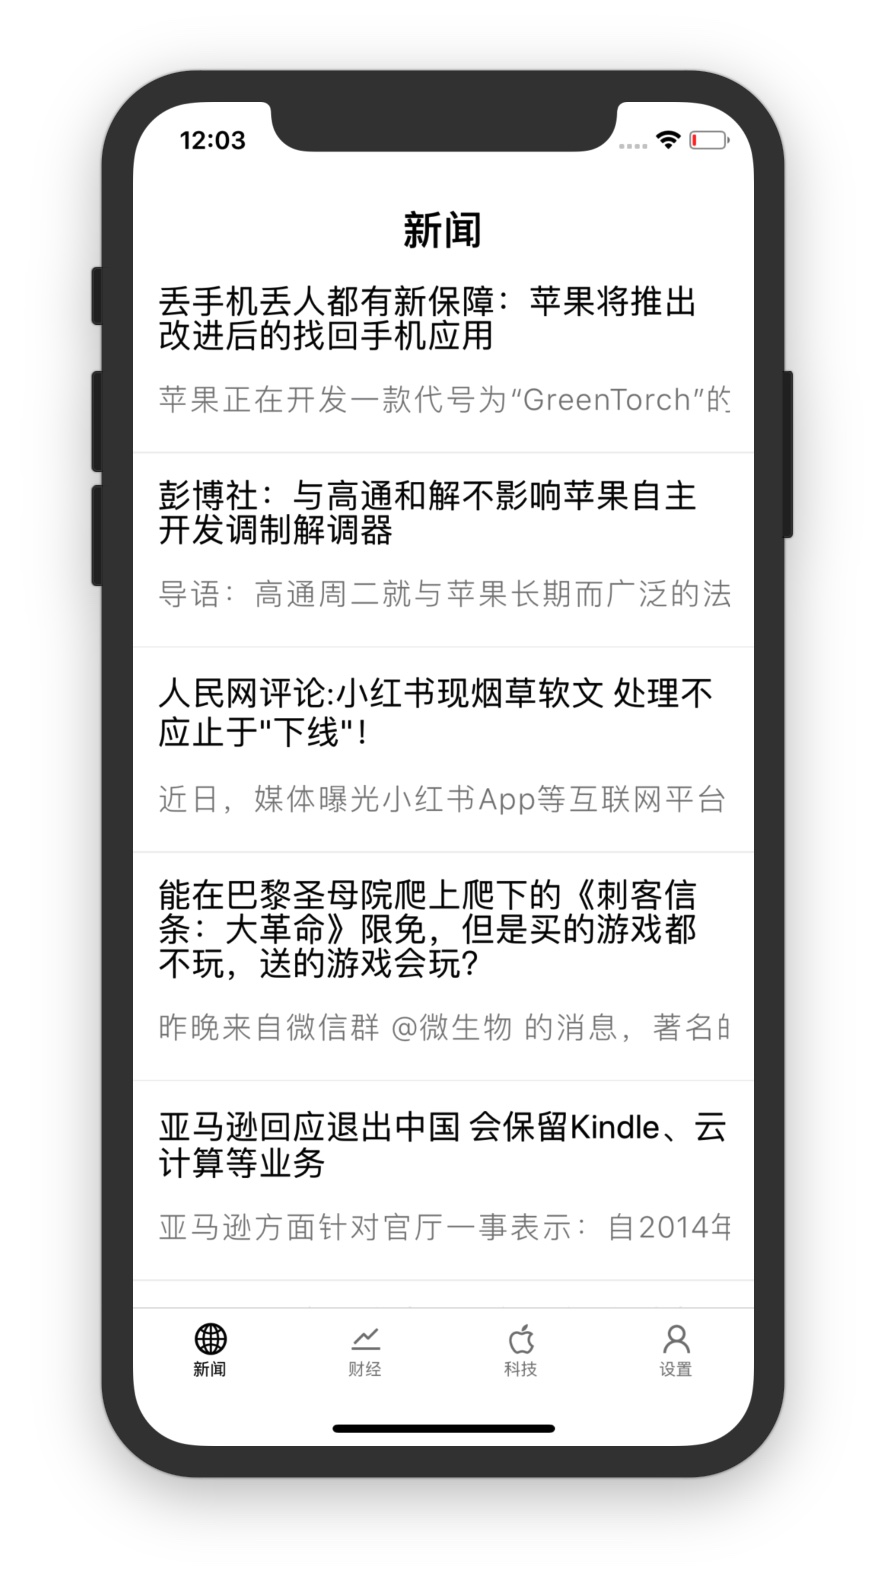 12:03
新闻
丢手机丢人都有新保障：苹果将推出
改进后的找回手机应用
苹果正在开发一款代号为“GreenTorch”的
彭博社：与高通和解不影响苹果自主
开发调制解调器
导语：高通周二就与苹果长期而广泛的法
人民网评论:小红书现烟草软文 处理不
应止于"下线"！
近日，媒体曝光小红书App等互联网平台
能在巴黎圣母院爬上爬下的《刺客信
条：大革命》限免，但是买的游戏都
不玩，送的游戏会玩？
昨晚来自微信群 @微生物 的消息，著名的
亚马逊回应退出中国 会保留Kindle、云
计算等业务
亚马逊方面针对官厅一事表示：自2014年
新闻 财经 科技 设置